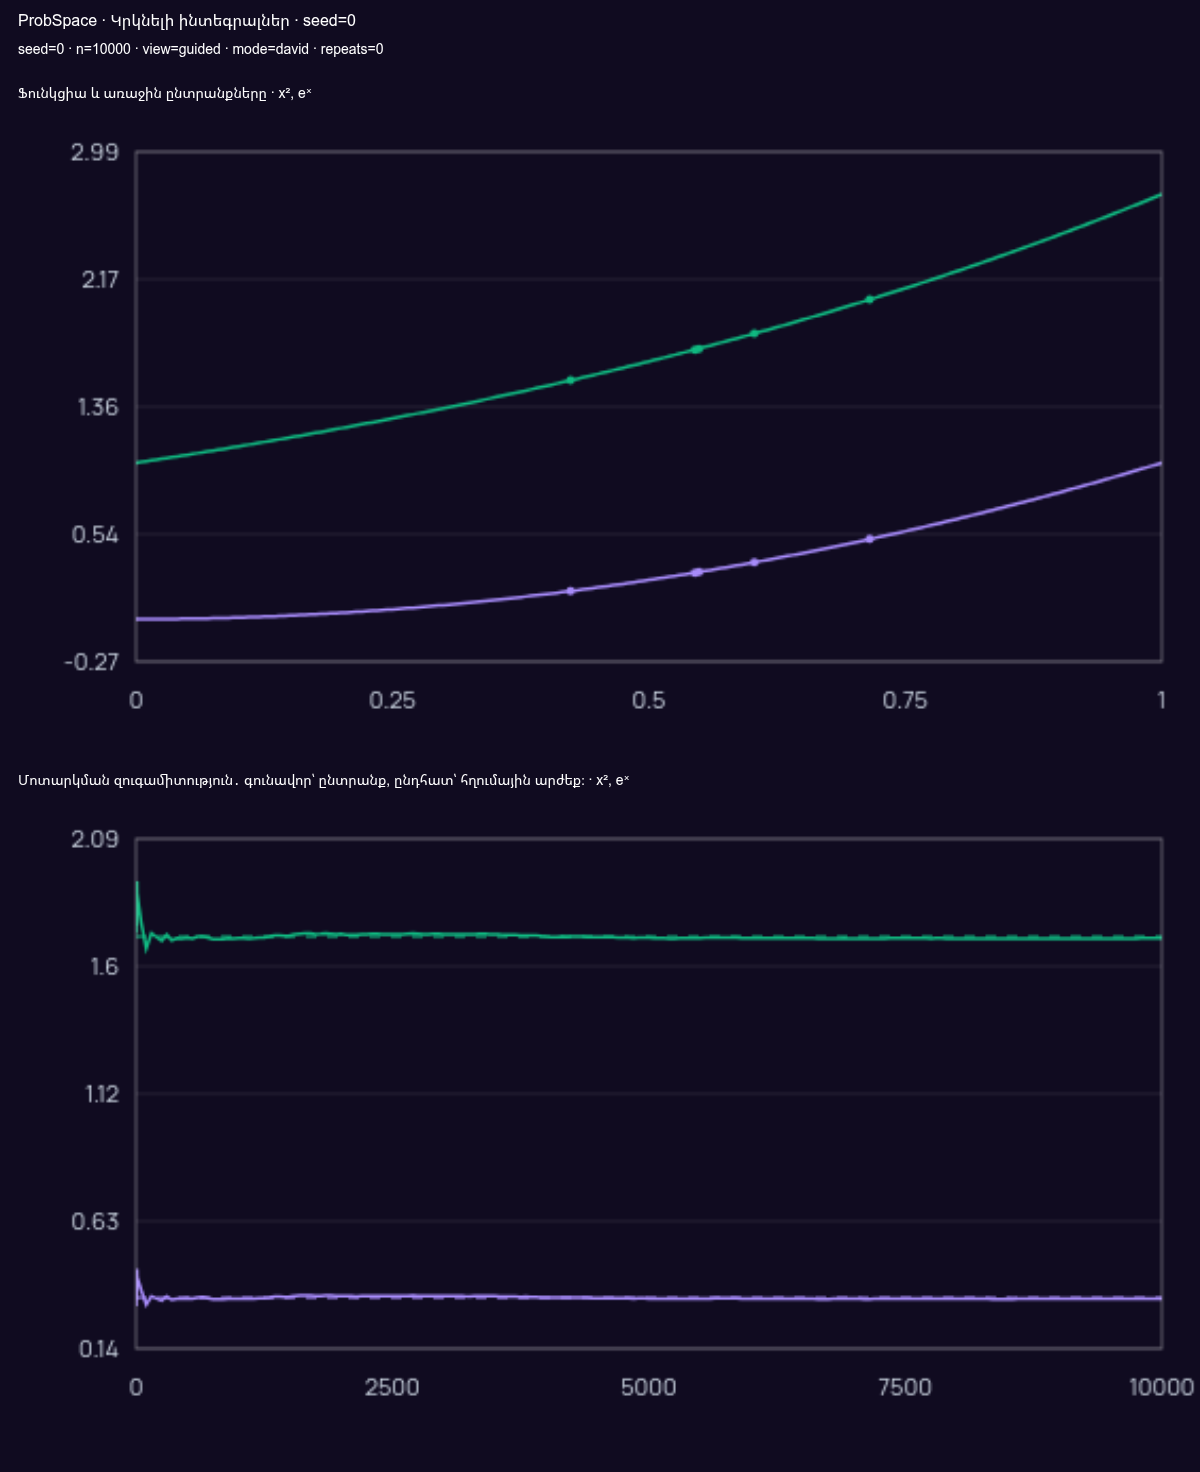 ProbSpace · Կրկնելի ինտեգրալներ · seed=0
seed=0 · n=10000 · view=guided · mode=david · repeats=0
Ֆունկցիա և առաջին ընտրանքները · x², eˣ
2.99
2.17
1.36
0.54
-0.27
0 0.25 0.5 0.75 1
Մոտարկման զուգամիտություն․ գունավոր՝ ընտրանք, ընդհատ՝ հղումային արժեք։ · x², eˣ
2.09
1.6
1.12
0.63
0.14
0 2500 5000 7500 10000